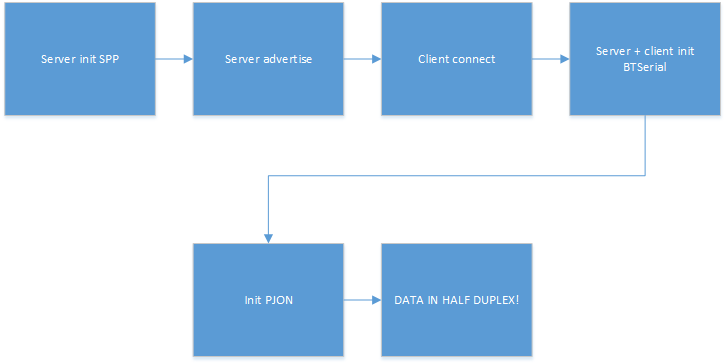 Server init SPP
Server advertise
Client connect
Server + client init
BTSerial
Init PJON
DATA IN HALF DUPLEX!